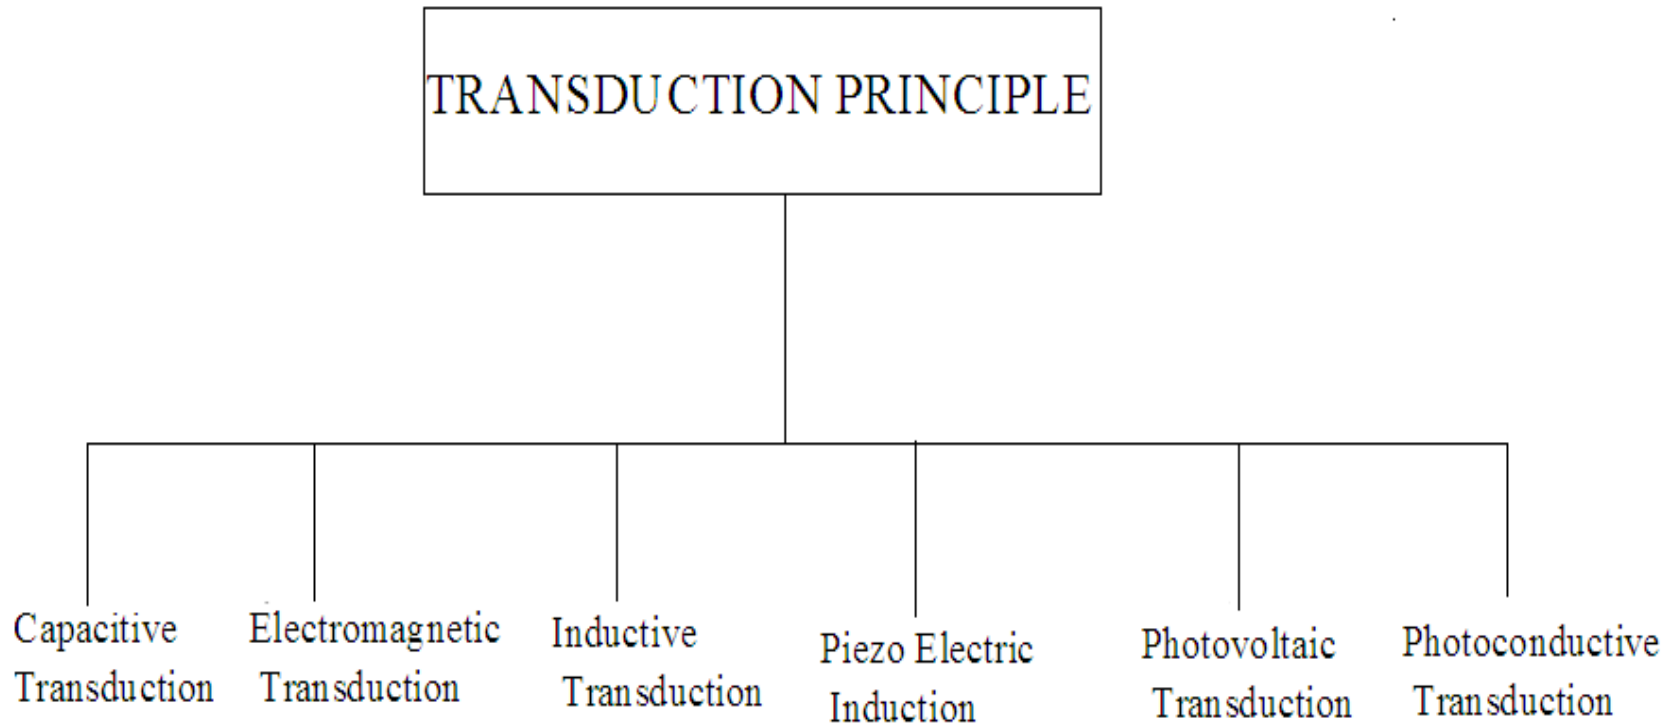 TRANSDUCTION PRINCIPLE
Capacitive
Transduction
Electromagnetic
Transduction
Inductive
Transduction
Piezo Electric
Induction
Photovoltaic
Transduction
Photoconductive
Transduction